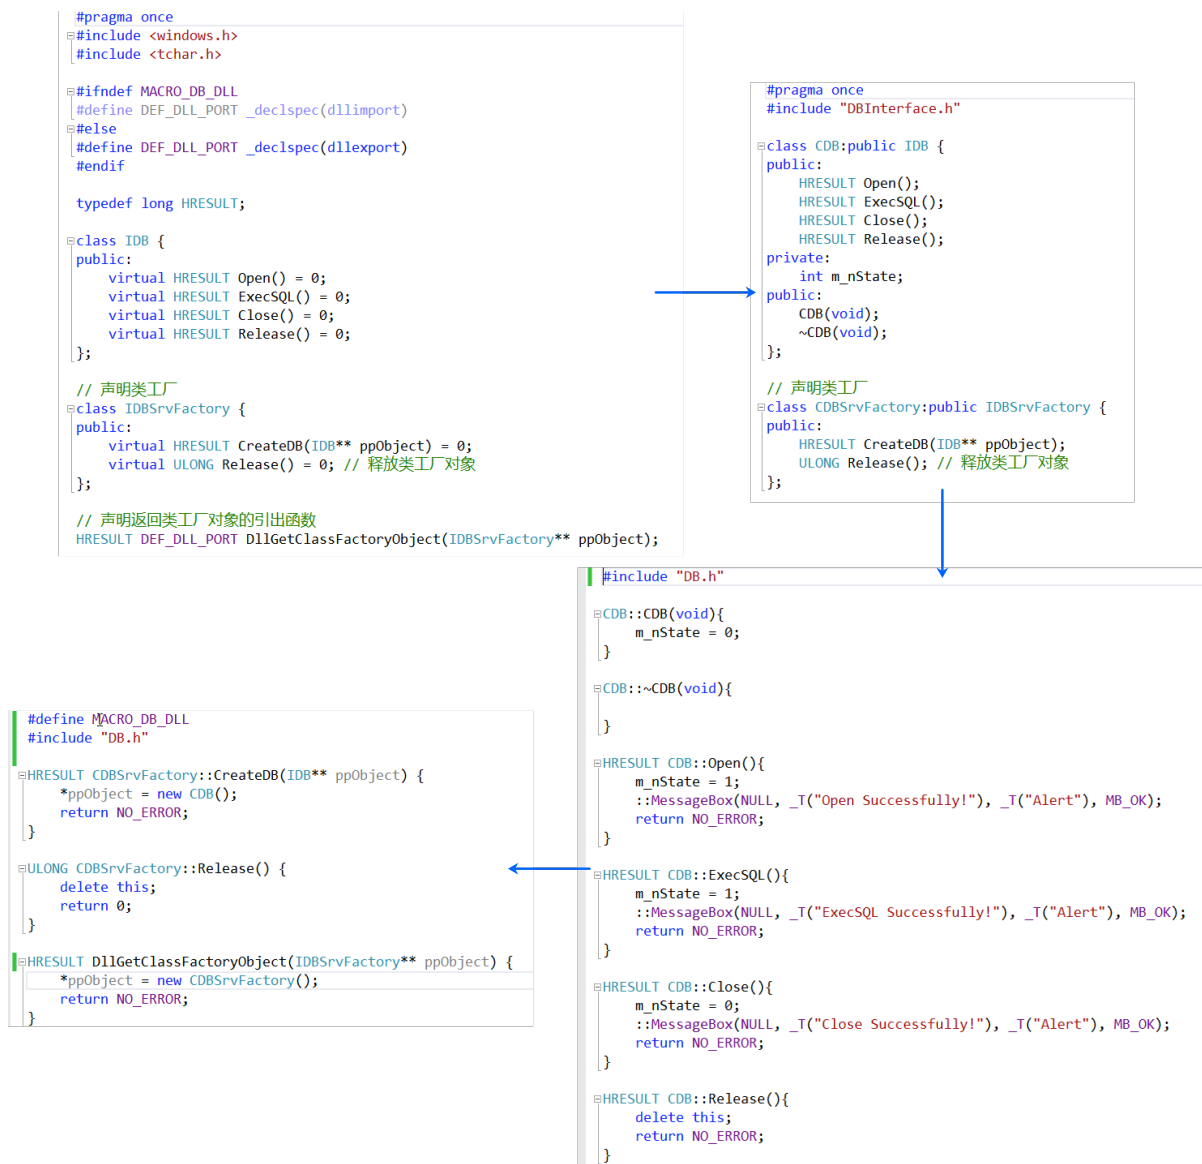 #pragma once
#include <windows.h>
#include <tchar.h>
#ifndef MACRO_DB_DLL
#define DEF_DLL_PORT _declspec(dllimport)
#else
#define DEF_DLL_PORT _declspec(dllexport)
#endif
typedef long HRESULT;
class IDB {
public:
    virtual HRESULT Open() = 0;
    virtual HRESULT ExecSQL() = 0;
    virtual HRESULT Close() = 0;
    virtual HRESULT Release() = 0;
};
// 声明类工厂
class IDBSrvFactory {
public:
    virtual HRESULT CreateDB(IDB** ppObject) = 0;
    virtual ULONG Release() = 0; // 释放类工厂对象
};
// 声明返回类工厂对象的引出函数
HRESULT DEF_DLL_PORT DllGetClassFactoryObject(IDBSrvFactory** ppObject);
#pragma once
#include "DBInterface.h"
class CDB:public IDB {
public:
    HRESULT Open();
    HRESULT ExecSQL();
    HRESULT Close();
    HRESULT Release();
private:
    int m_nState;
public:
    CDB(void);
    ~CDB(void);
};
// 声明类工厂
class CDBSrvFactory:public IDBSrvFactory {
public:
    HRESULT CreateDB(IDB** ppObject);
    ULONG Release(); // 释放类工厂对象
};
#include "DB.h"
CDB::CDB(void){
    m_nState = 0;
}
CDB::~CDB(void){
}
HRESULT CDB::Open(){
    m_nState = 1;
    ::MessageBox(NULL, _T("Open Successfully!"), _T("Alert"), MB_OK);
    return NO_ERROR;
}
HRESULT CDB::ExecSQL(){
    m_nState = 1;
    ::MessageBox(NULL, _T("ExecSQL Successfully!"), _T("Alert"), MB_OK);
    return NO_ERROR;
}
HRESULT CDB::Close(){
    m_nState = 0;
    ::MessageBox(NULL, _T("Close Successfully!"), _T("Alert"), MB_OK);
    return NO_ERROR;
}
HRESULT CDB::Release(){
    delete this;
    return NO_ERROR;
}
#define MACRO_DB_DLL
#include "DB.h"
HRESULT CDBSrvFactory::CreateDB(IDB** ppObject) {
    *ppObject = new CDB();
    return NO_ERROR;
}
ULONG CDBSrvFactory::Release() {
    delete this;
    return 0;
}
HRESULT DllGetClassFactoryObject(IDBSrvFactory** ppObject) {
    *ppObject = new CDBSrvFactory();
    return NO_ERROR;
}